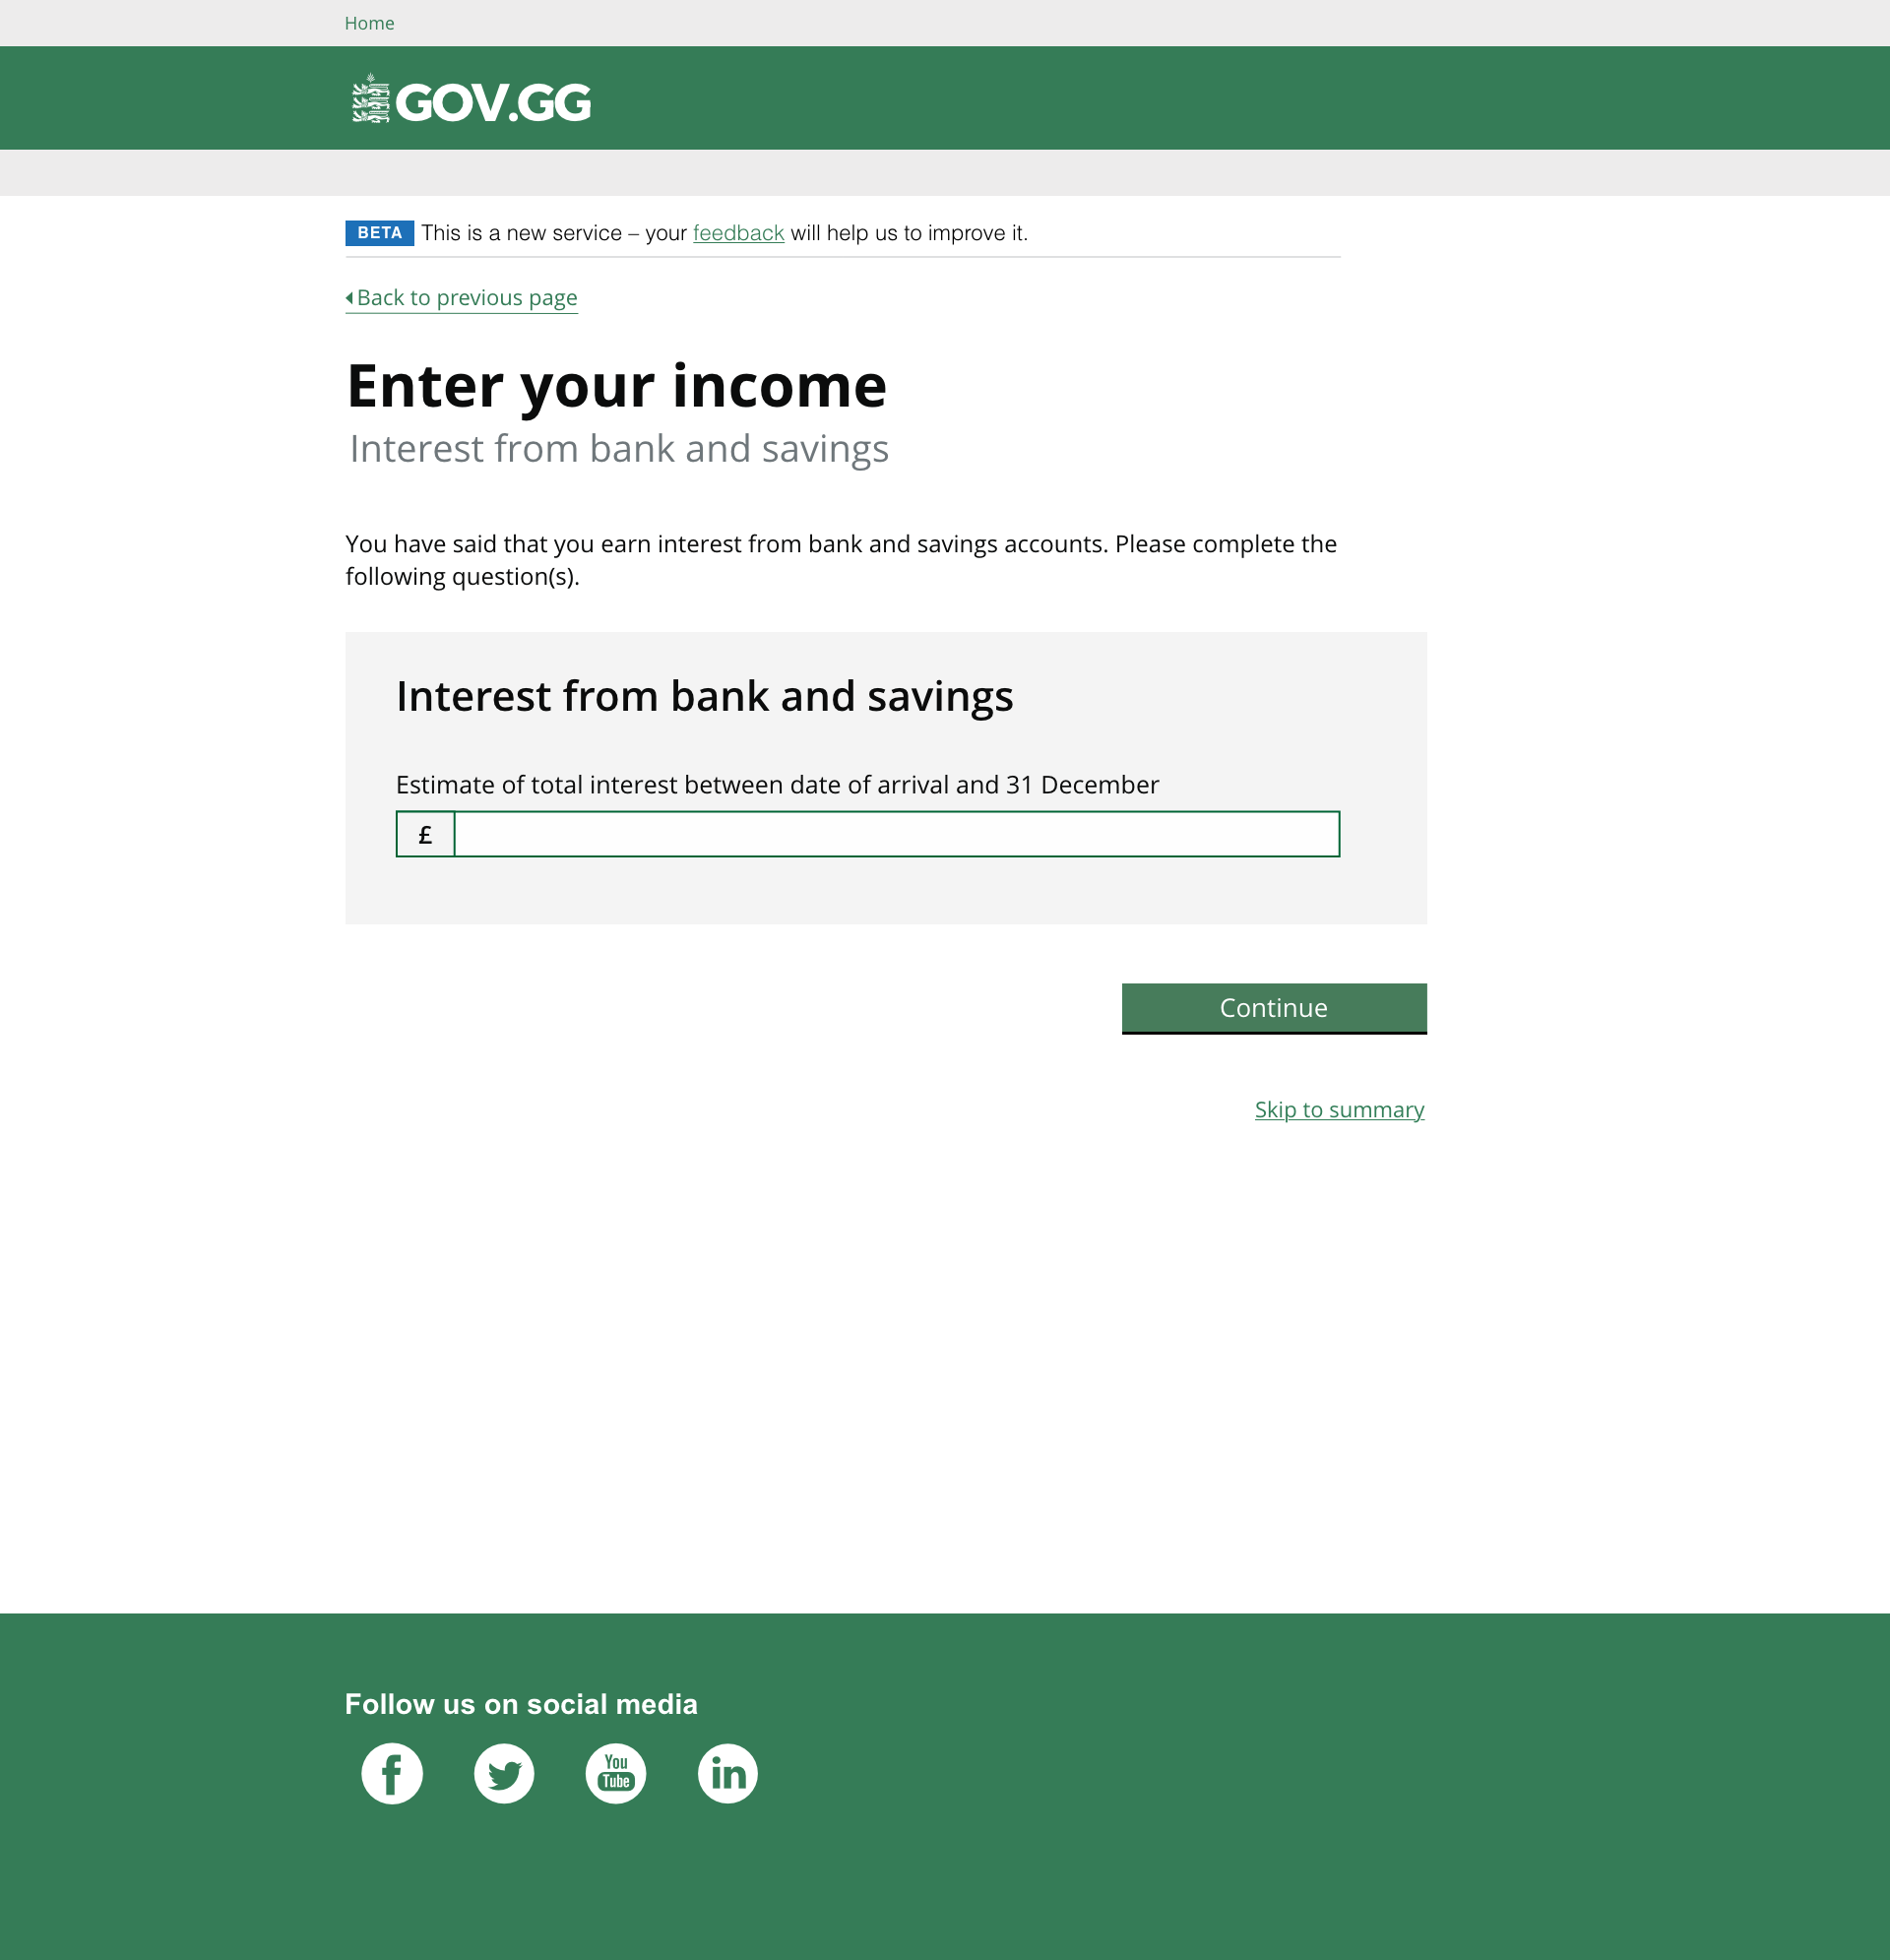 Home
GOV.GG
BETA This is a new service – your feedback will help us to improve it.
Back to previous page
Enter your income
Interest from bank and savings
You have said that you earn interest from bank and savings accounts. Please complete the
following question(s).
Interest from bank and savings
Estimate of total interest between date of arrival and 31 December
£
Continue
Skip to summary
Follow us on social media
f You Tube in